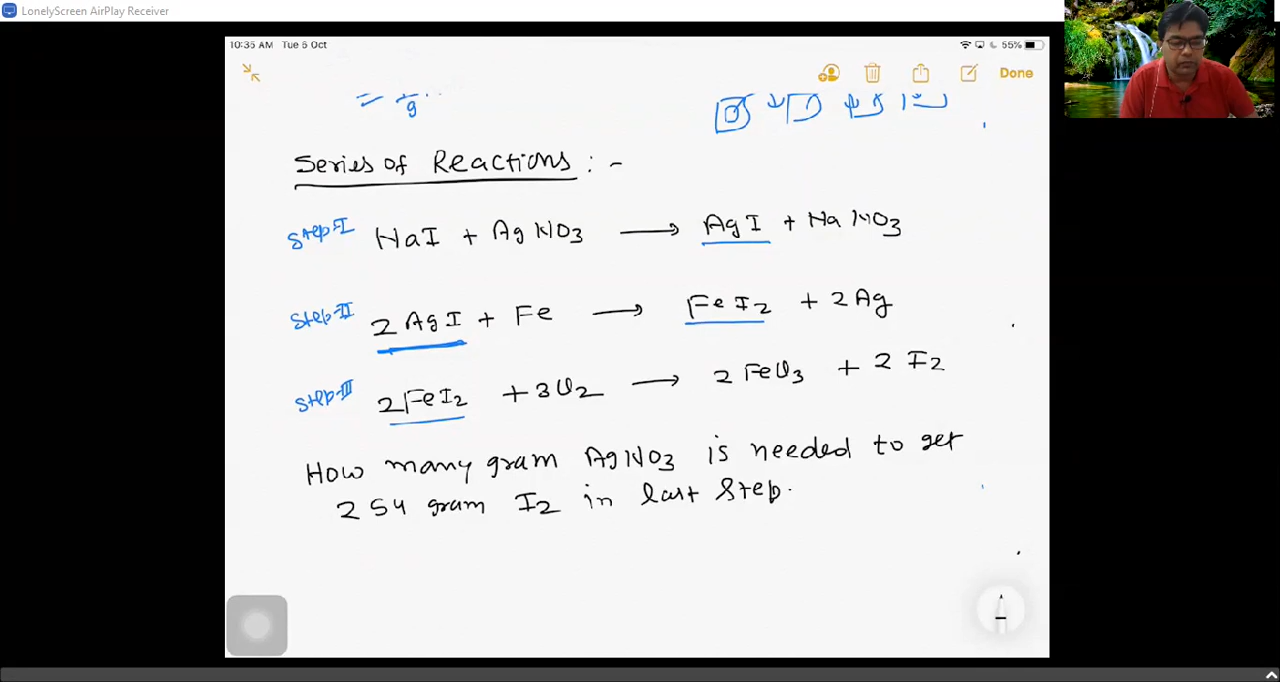 LonelyScreen AirPlay Receiver
10:35 AM Tue 5 Oct
55%
Done
9
Series of Reactions :-
Step-I NaI + AgNO3 → AgI + NaNO3
Step-II 2AgI + Fe → FeI2 + 2Ag
Step-III 2FeI2 + 3Cl2 → 2FeCl3 + 2I2
How many gram AgNO3 is needed to get
254 gram I2 in last step.